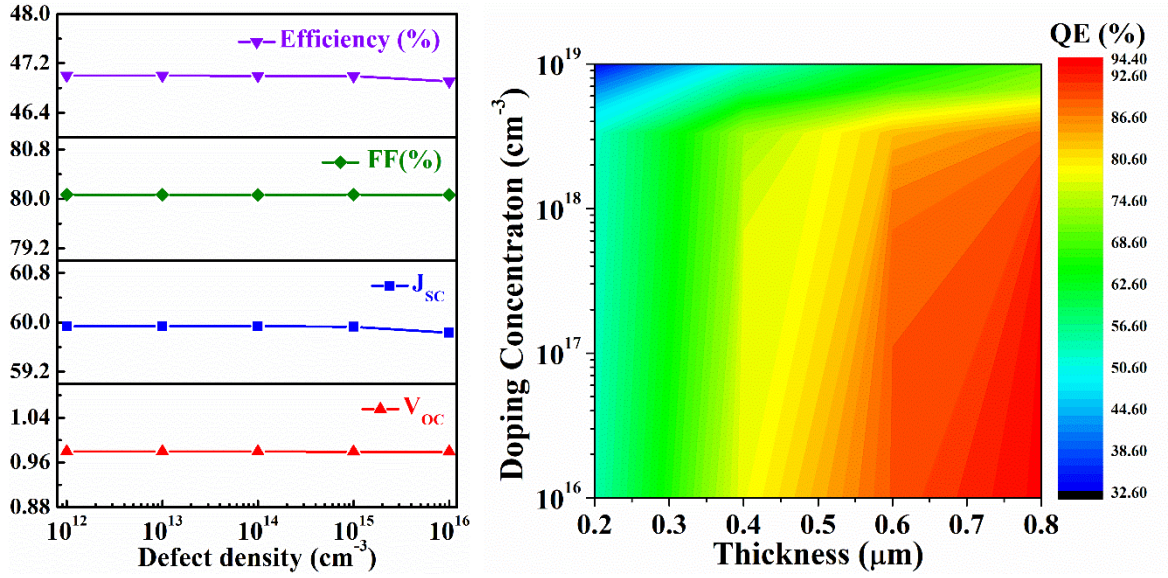 48.0
47.2
46.4
Efficiency (%)
80.8
80.0
79.2
FF(%)
60.8
60.0
59.2
J_SC
1.04
0.96
0.88
V_OC
10^12 10^13 10^14 10^15 10^16
Defect density (cm^-3)
Doping Concentraton (cm^-3)
10^19
10^18
10^17
10^16
0.2 0.3 0.4 0.5 0.6 0.7 0.8
Thickness (μm)
QE (%)
94.40
92.60
86.60
80.60
74.60
68.60
62.60
56.60
50.60
44.60
38.60
32.60